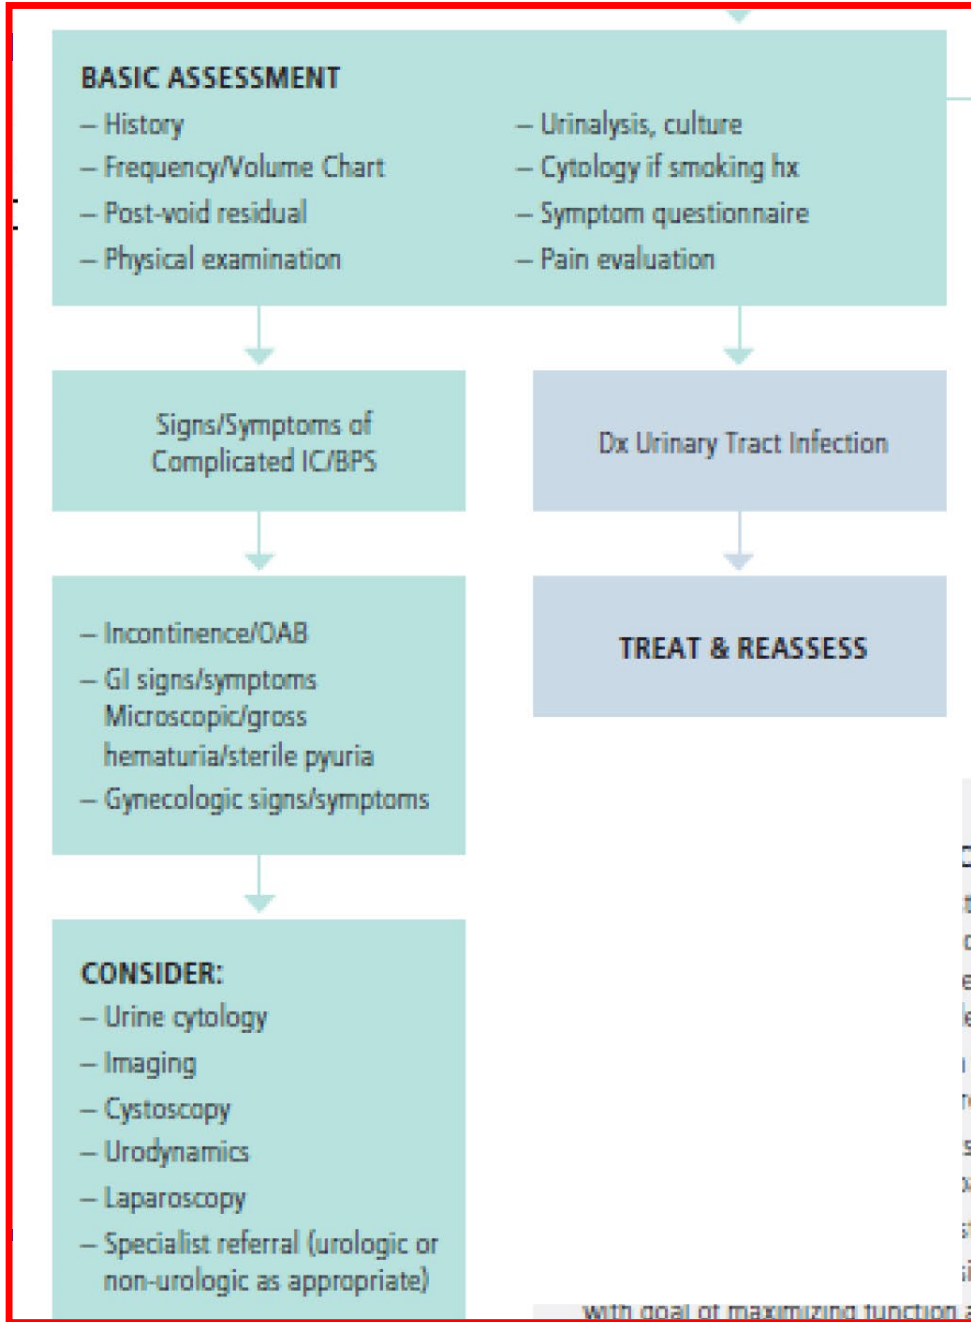 BASIC ASSESSMENT
– History
– Frequency/Volume Chart
– Post-void residual
– Physical examination
– Urinalysis, culture
– Cytology if smoking hx
– Symptom questionnaire
– Pain evaluation
Signs/Symptoms of
Complicated IC/BPS
Dx Urinary Tract Infection
– Incontinence/OAB
– GI signs/symptoms
Microscopic/gross
hematuria/sterile pyuria
– Gynecologic signs/symptoms
TREAT & REASSESS
CONSIDER:
– Urine cytology
– Imaging
– Cystoscopy
– Urodynamics
– Laparoscopy
– Specialist referral (urologic or
non-urologic as appropriate)
with goal of maximizing function